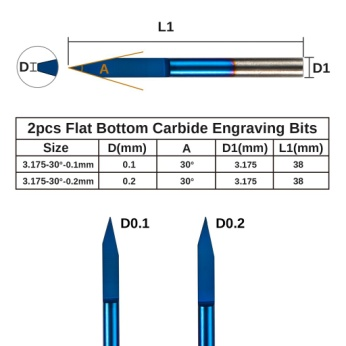 L1
D
A
D1
2pcs Flat Bottom Carbide Engraving Bits
Size D(mm) A D1(mm) L1(mm)
3.175-30°-0.1mm 0.1 30° 3.175 38
3.175-30°-0.2mm 0.2 30° 3.175 38
D0.1 D0.2